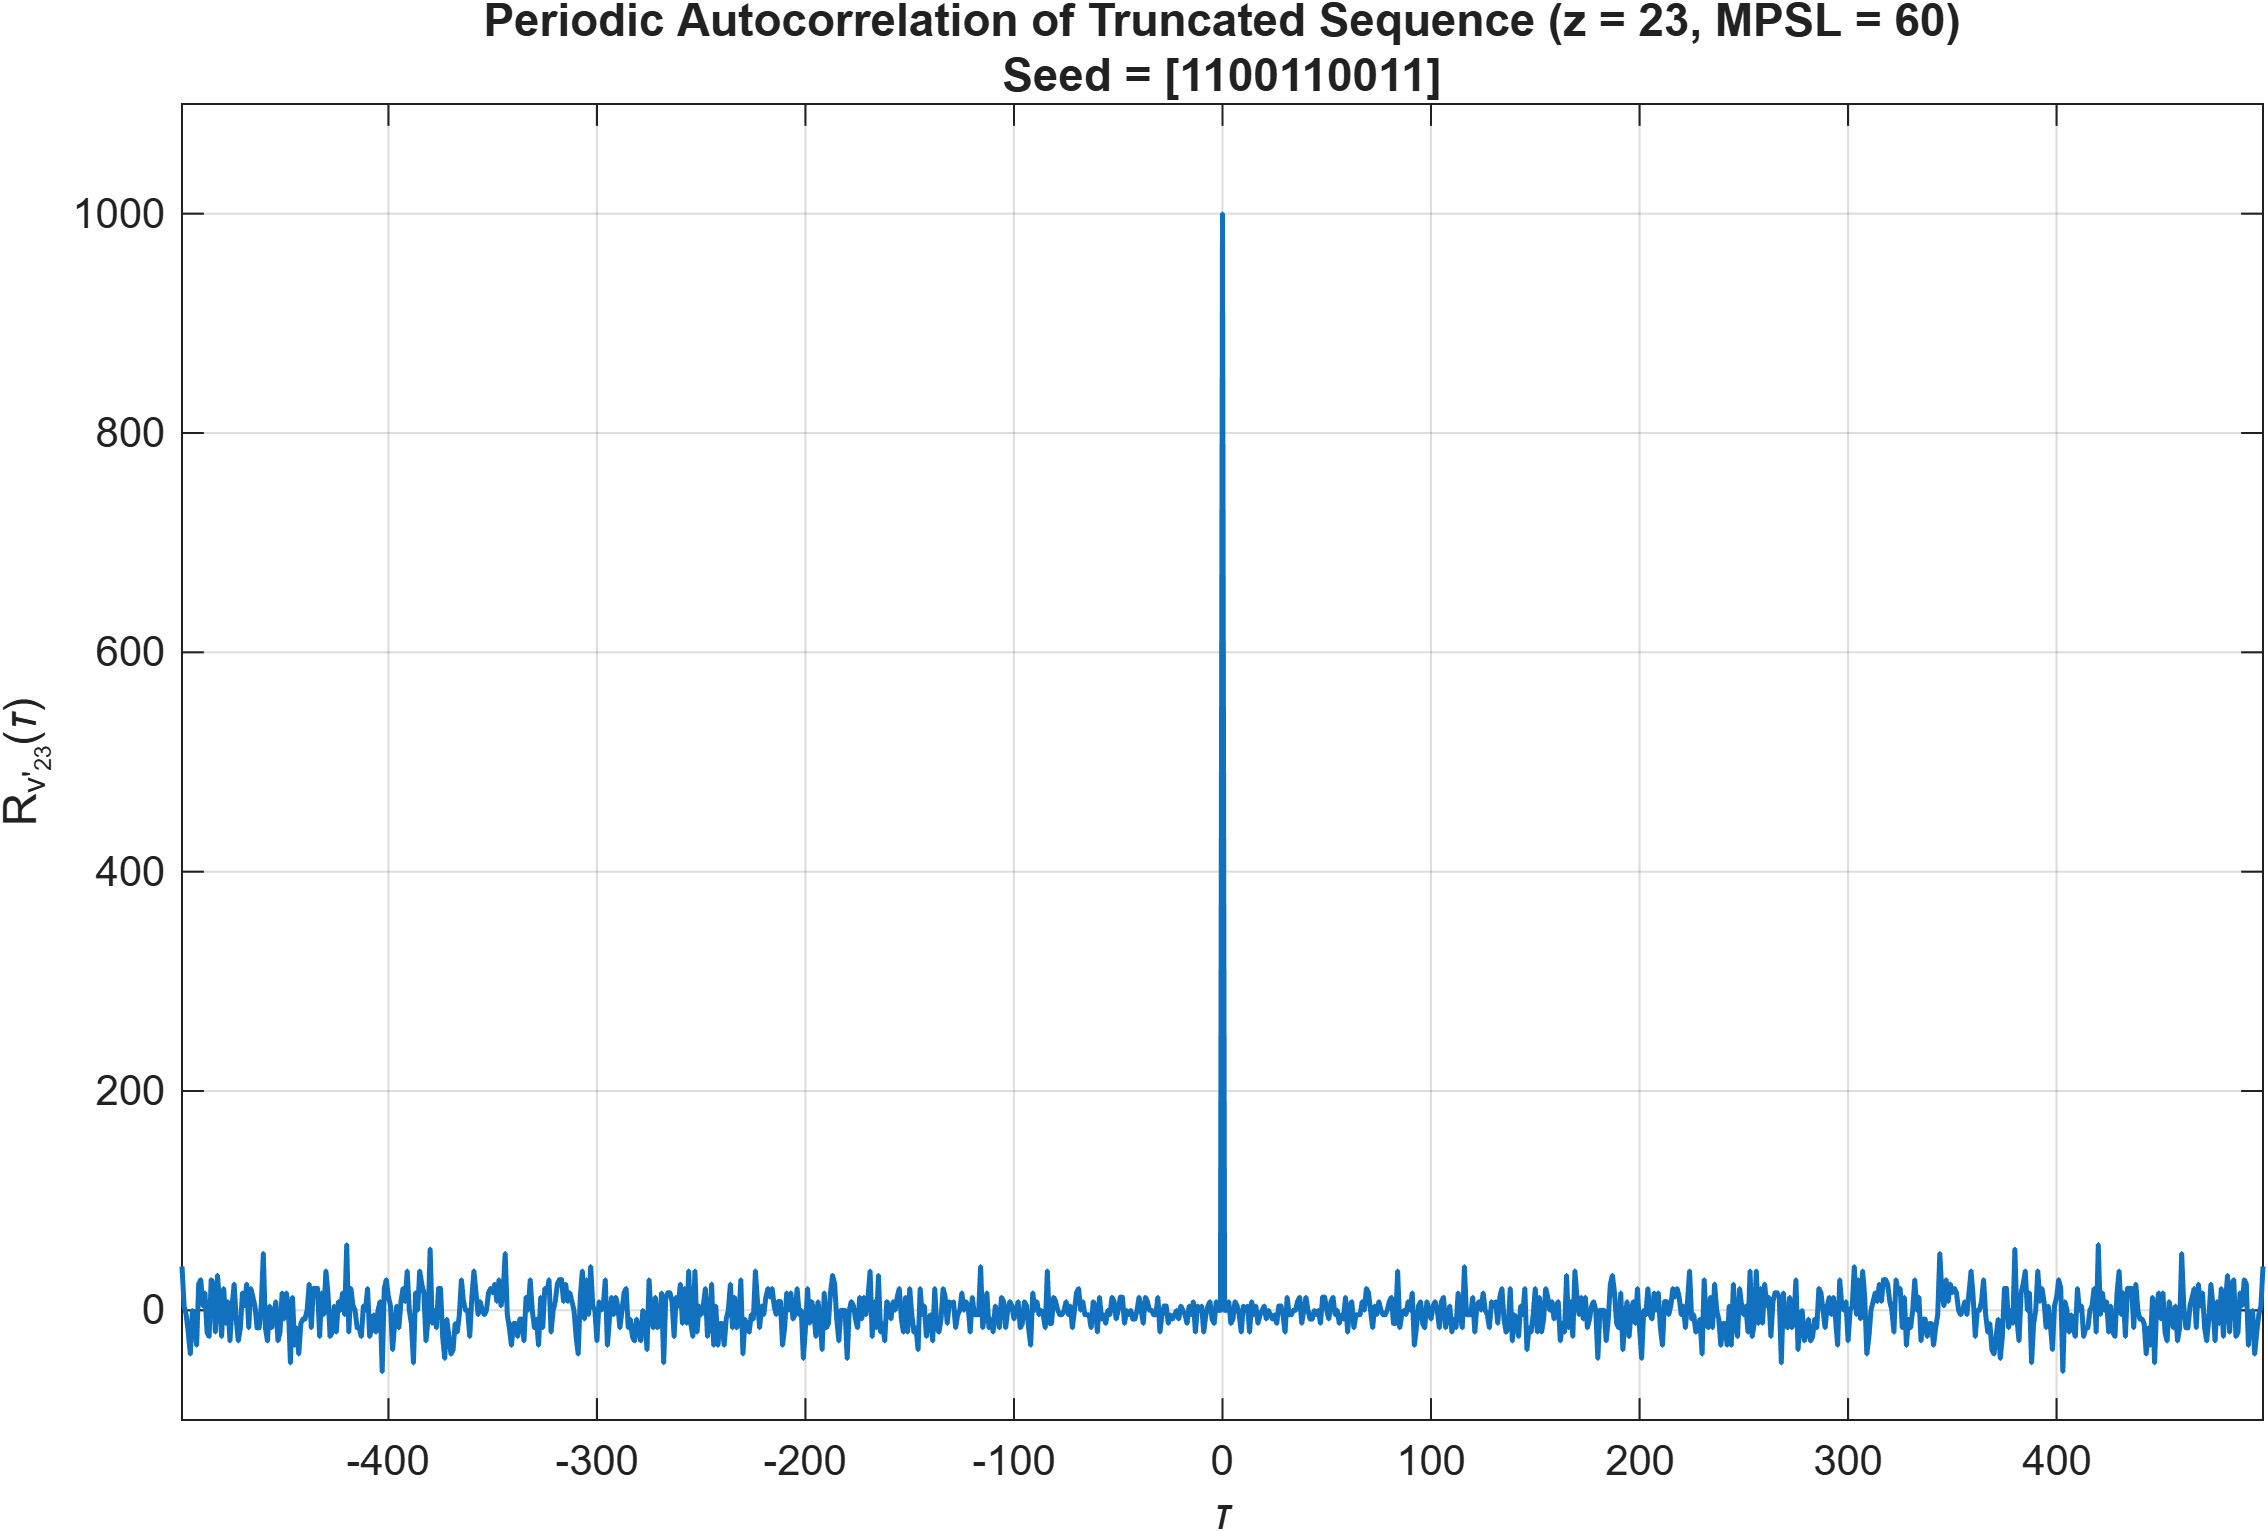 Periodic Autocorrelation of Truncated Sequence (z = 23, MPSL = 60)
Seed = [1100110011]
1000
800
600
400
200
0
R_{v'_{23}}(τ)
-400 -300 -200 -100 0 100 200 300 400
τ